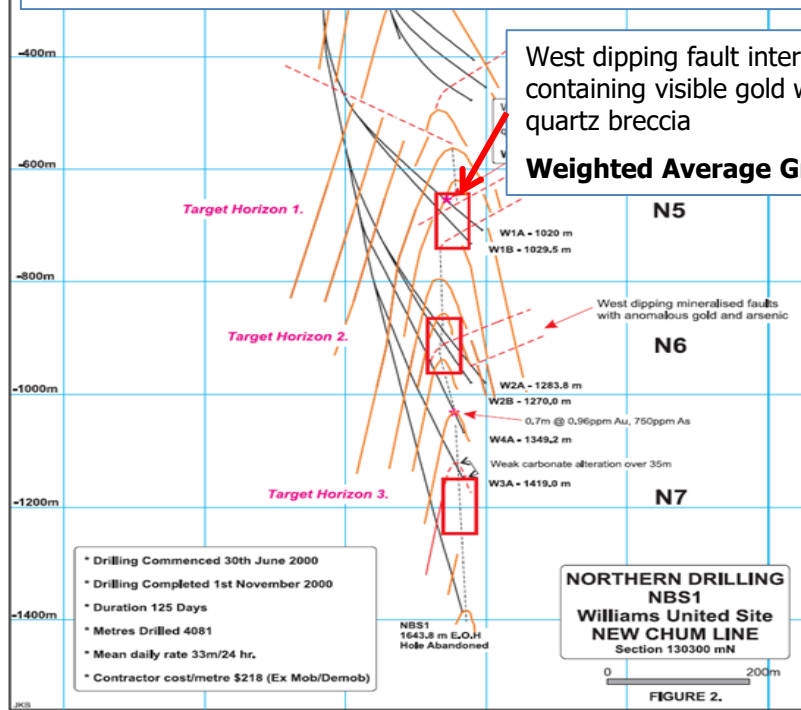 -400m
West dipping fault inter
containing visible gold w
quartz breccia
Weighted Average Gr
-600m
Target Horizon 1.
N5
W1A - 1020 m
W1B - 1029.5 m
-800m
West dipping mineralised faults
with anomalous gold and arsenic
Target Horizon 2.
N6
-1000m
W2A - 1283.8 m
W2B - 1270.0 m
0.7m @ 0.96ppm Au, 750ppm As
W4A - 1349.2 m
Weak carbonate alteration over 35m
W3A - 1419.0 m
Target Horizon 3.
N7
-1200m
* Drilling Commenced 30th June 2000
* Drilling Completed 1st November 2000
* Duration 125 Days
* Metres Drilled 4081
* Mean daily rate 33m/24 hr.
* Contractor cost/metre $218 (Ex Mob/Demob)
-1400m
NBS1
1643.8 m E.O.H
Hole Abandoned
NORTHERN DRILLING
NBS1
Williams United Site
NEW CHUM LINE
Section 130300 mN
0 200m
FIGURE 2.
JKS